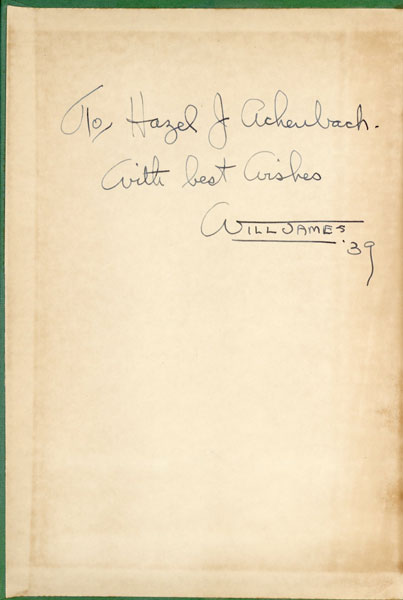 To, Hazel J Achenbach.
With best Wishes
WILL JAMES
'39